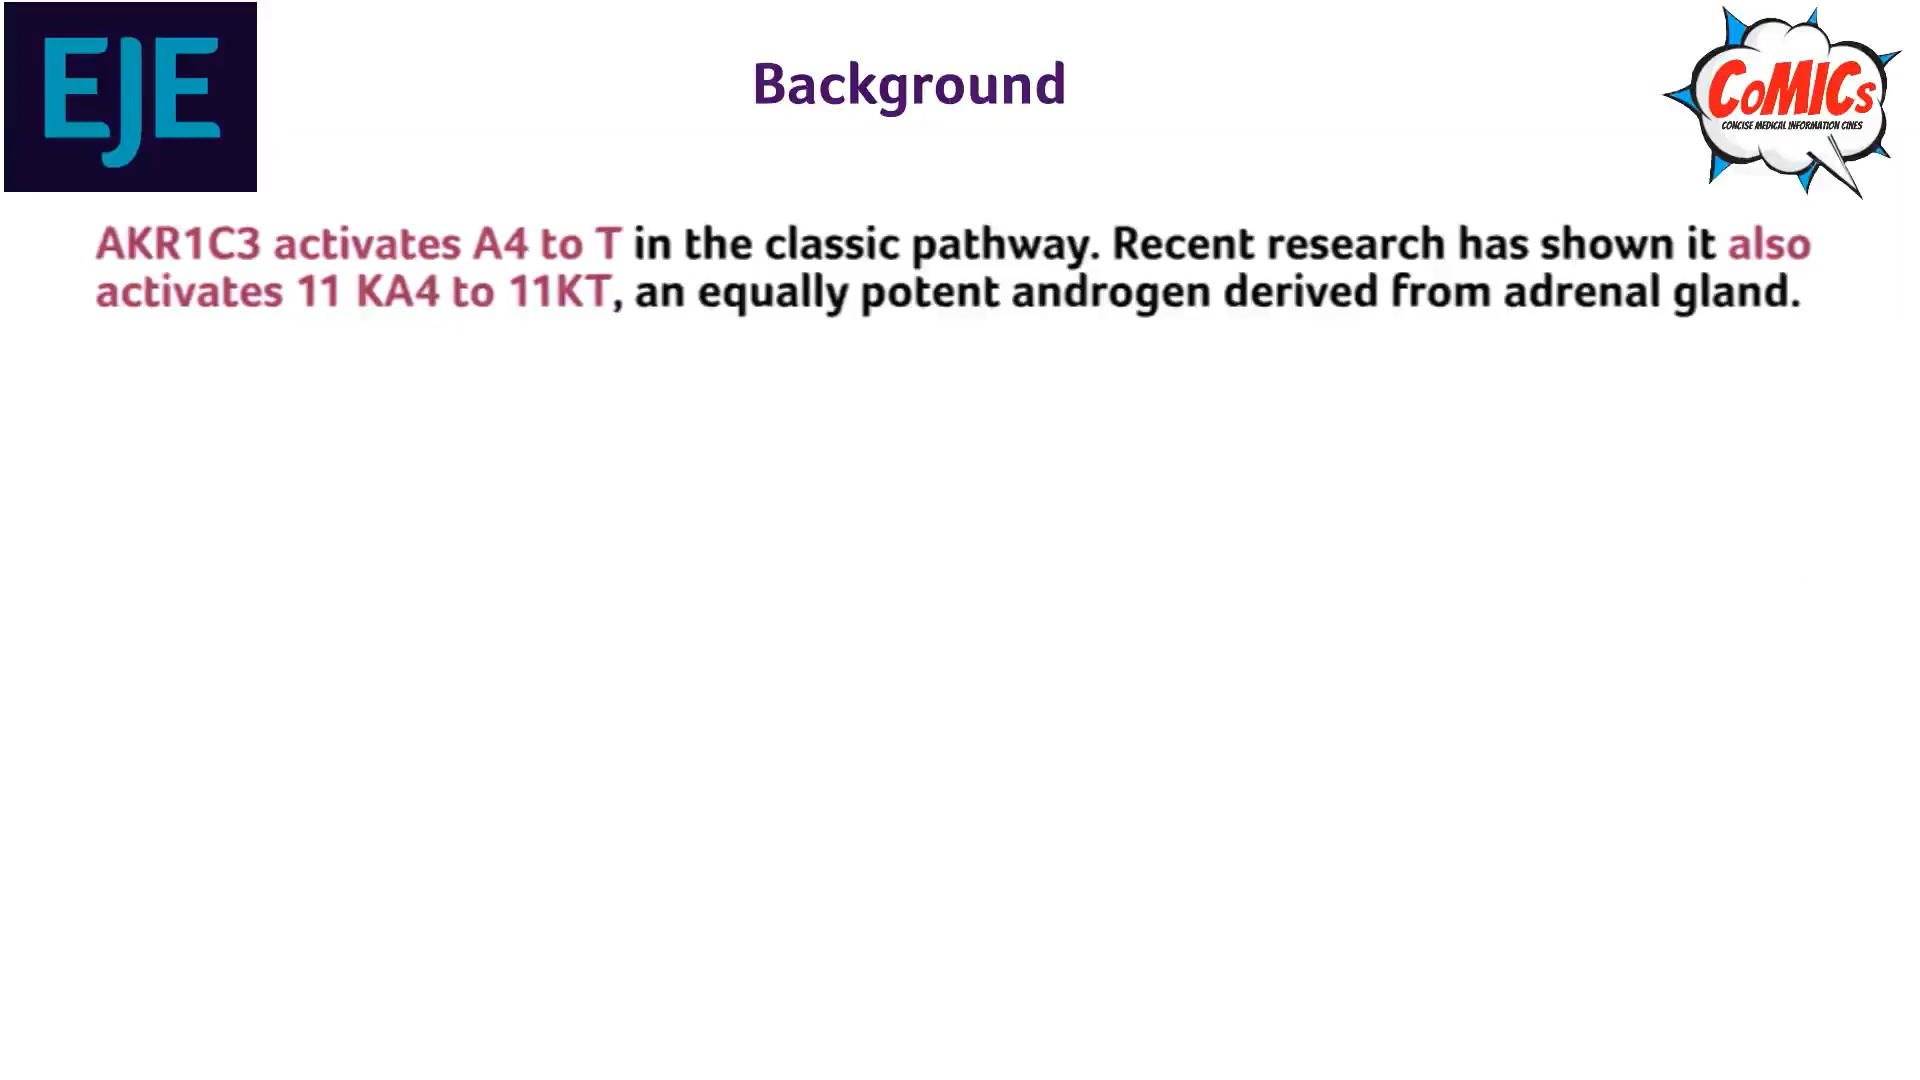 EJE
Background
CoMICs
CONCISE MEDICAL INFORMATION CINES
AKR1C3 activates A4 to T in the classic pathway. Recent research has shown it also
activates 11 KA4 to 11KT, an equally potent androgen derived from adrenal gland.